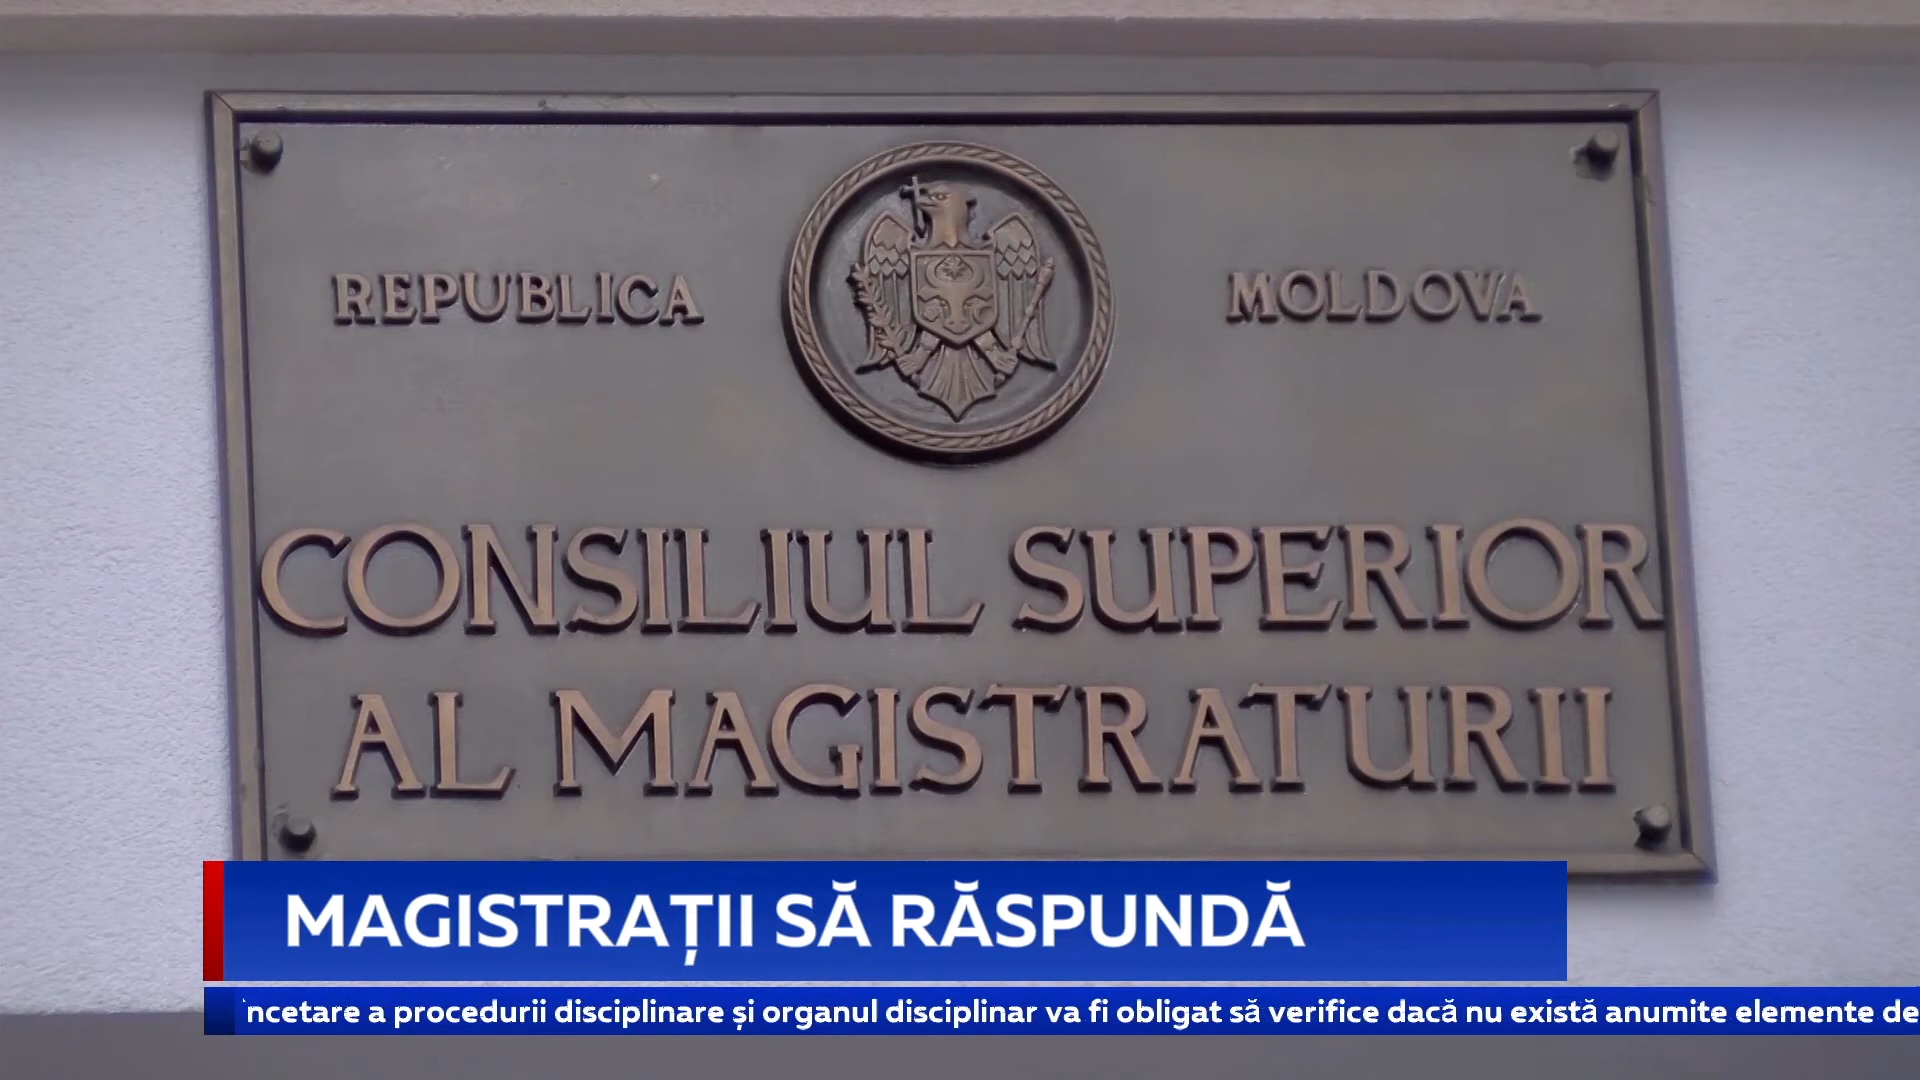 REPUBLICA MOLDOVA
CONSILIUL SUPERIOR
AL MAGISTRATURII
MAGISTRAȚII SĂ RĂSPUNDĂ
încetare a procedurii disciplinare și organul disciplinar va fi obligat să verifice dacă nu există anumite elemente de